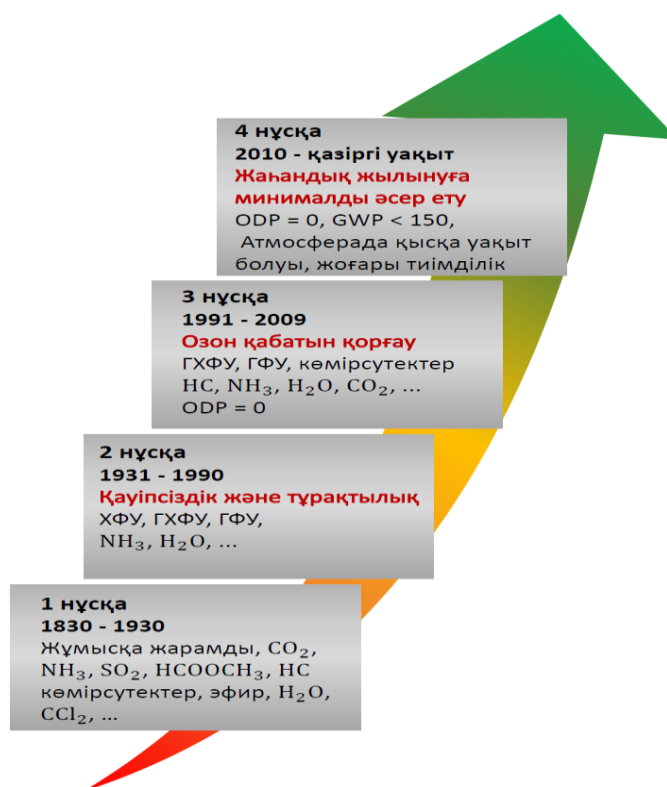 4 нұсқа
2010 - қазіргі уақыт
Жаһандық жылынуға
минималды әсер ету
ODP = 0, GWP < 150,
Атмосферада қысқа уақыт
болуы, жоғары тиімділік
3 нұсқа
1991 - 2009
Озон қабатын қорғау
ГХФУ, ГФУ, көмірсутектер
HC, NH₃, H₂O, CO₂, ...
ODP = 0
2 нұсқа
1931 - 1990
Қауіпсіздік және тұрақтылық
ХФУ, ГХФУ, ГФУ,
NH₃, H₂O, ...
1 нұсқа
1830 - 1930
Жұмысқа жарамды, CO₂,
NH₃, SO₂, HCOOCH₃, HC
көмірсутектер, эфир, H₂O,
CCl₂, ...